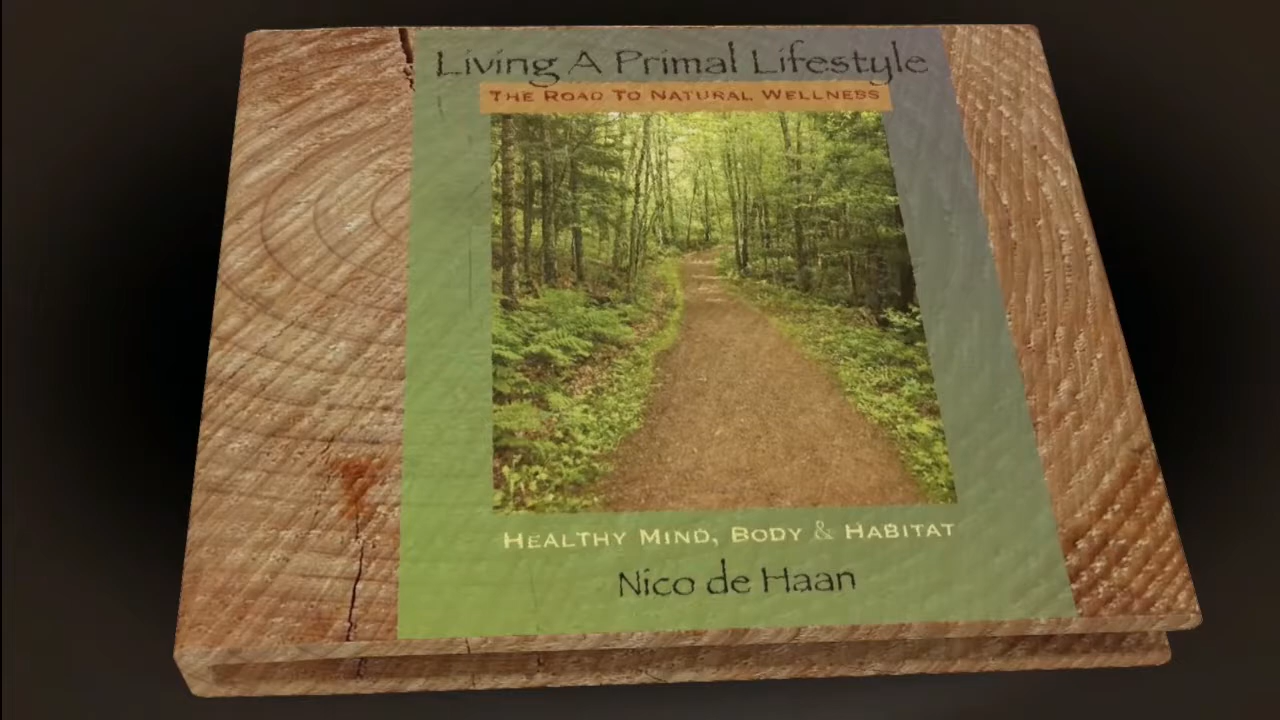 Living A Primal Lifestyle
THE ROAD TO NATURAL WELLNESS
HEALTHY MIND, BODY & HABITAT
Nico de Haan